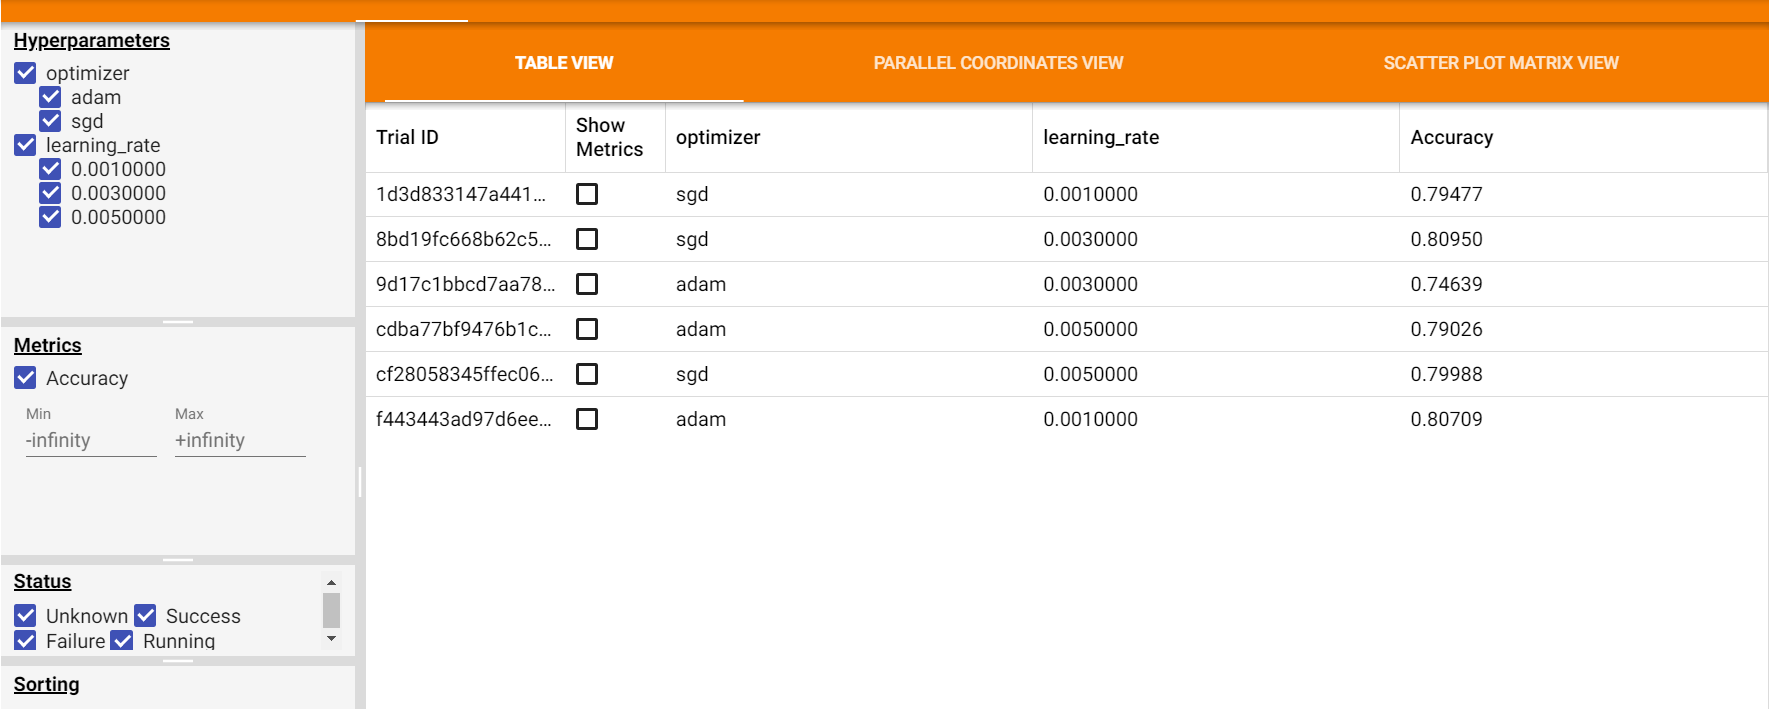 Hyperparameters
optimizer
adam
sgd
learning_rate
0.0010000
0.0030000
0.0050000
Metrics
Accuracy
Min Max
-infinity +infinity
Status
Unknown Success
Failure Running
Sorting
TABLE VIEW PARALLEL COORDINATES VIEW SCATTER PLOT MATRIX VIEW
Trial ID Show Metrics optimizer learning_rate Accuracy
1d3d833147a441... sgd 0.0010000 0.79477
8bd19fc668b62c5... sgd 0.0030000 0.80950
9d17c1bbcd7aa78... adam 0.0030000 0.74639
cdba77bf9476b1c... adam 0.0050000 0.79026
cf28058345ffec06... sgd 0.0050000 0.79988
f443443ad97d6ee... adam 0.0010000 0.80709